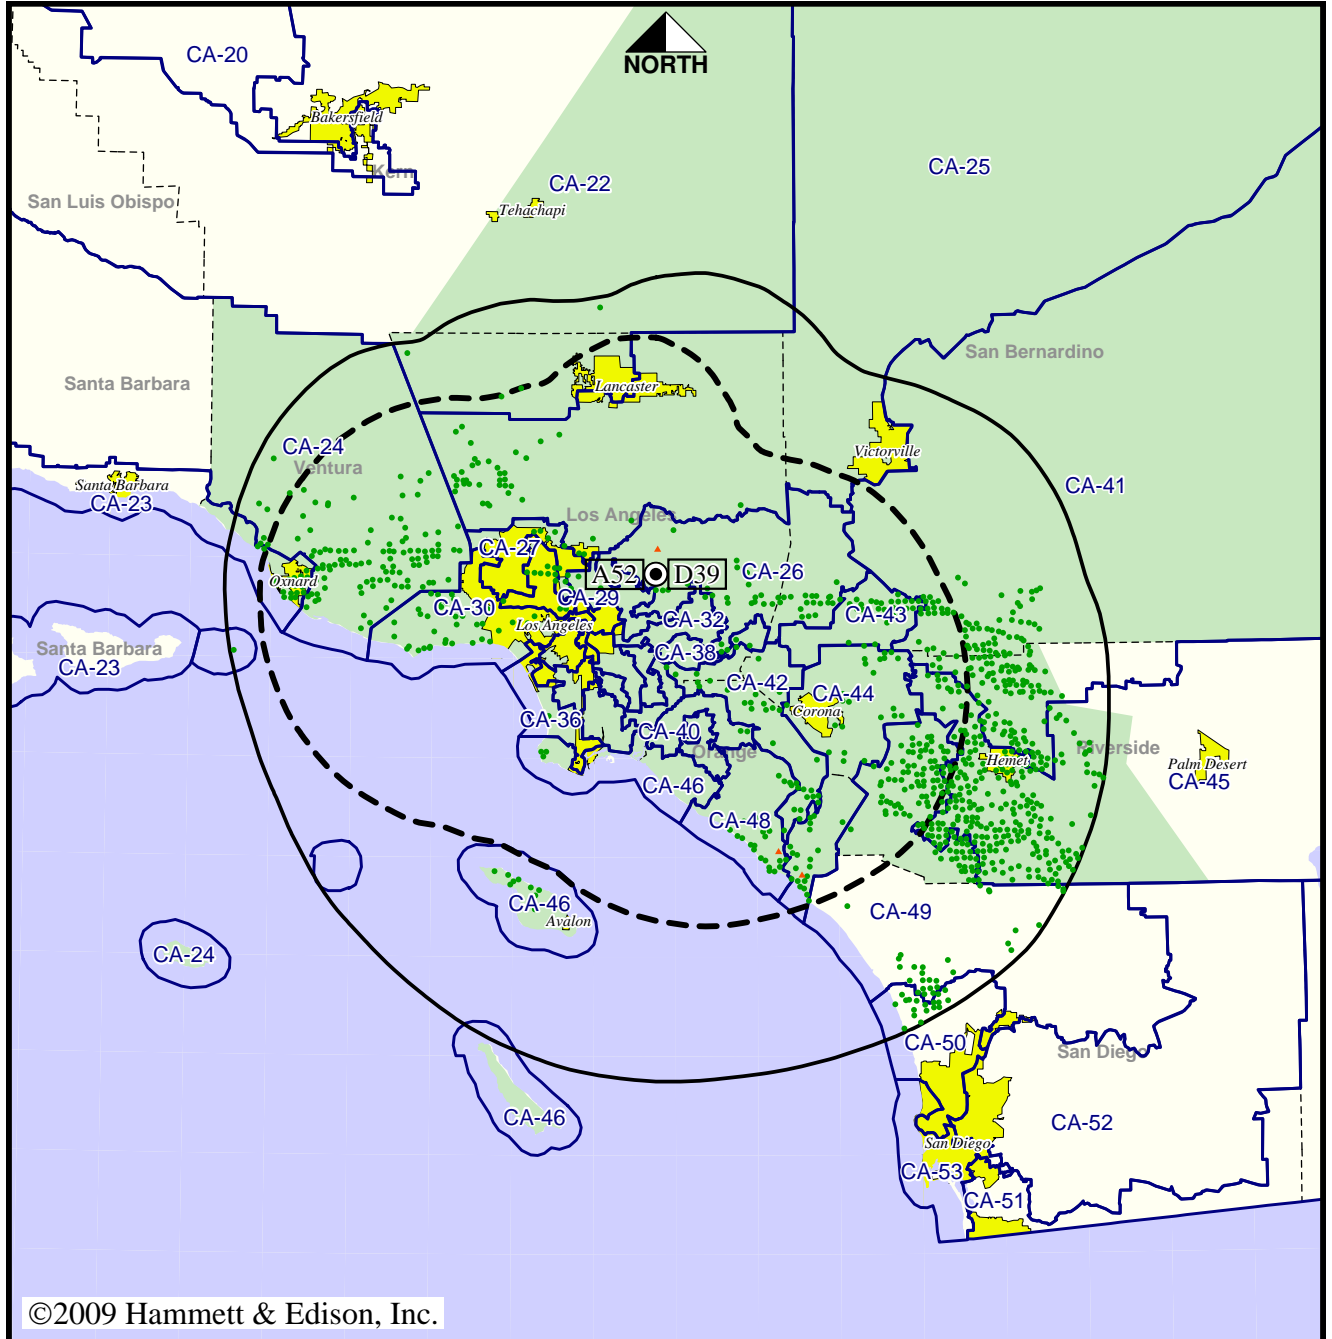 CA-20
NORTH
Bakersfield
Kern
CA-25
CA-22
San Luis Obispo
Tehachapi
San Bernardino
Santa Barbara
Lancaster
CA-24
Ventura
Victorville
Santa Barbara
CA-23
CA-41
Los Angeles
CA-27
A52
D39
CA-26
Oxnard
CA-30
CA-29
Los Angeles
CA-32
CA-43
Santa Barbara
CA-23
CA-38
CA-42
CA-44
Corona
CA-36
CA-40
Orange
Riverside
Hemet
Palm Desert
CA-45
CA-46
CA-48
CA-46
Avalon
CA-49
CA-24
CA-50
San Diego
CA-46
CA-52
San Diego
CA-53
CA-51
©2009 Hammett & Edison, Inc.